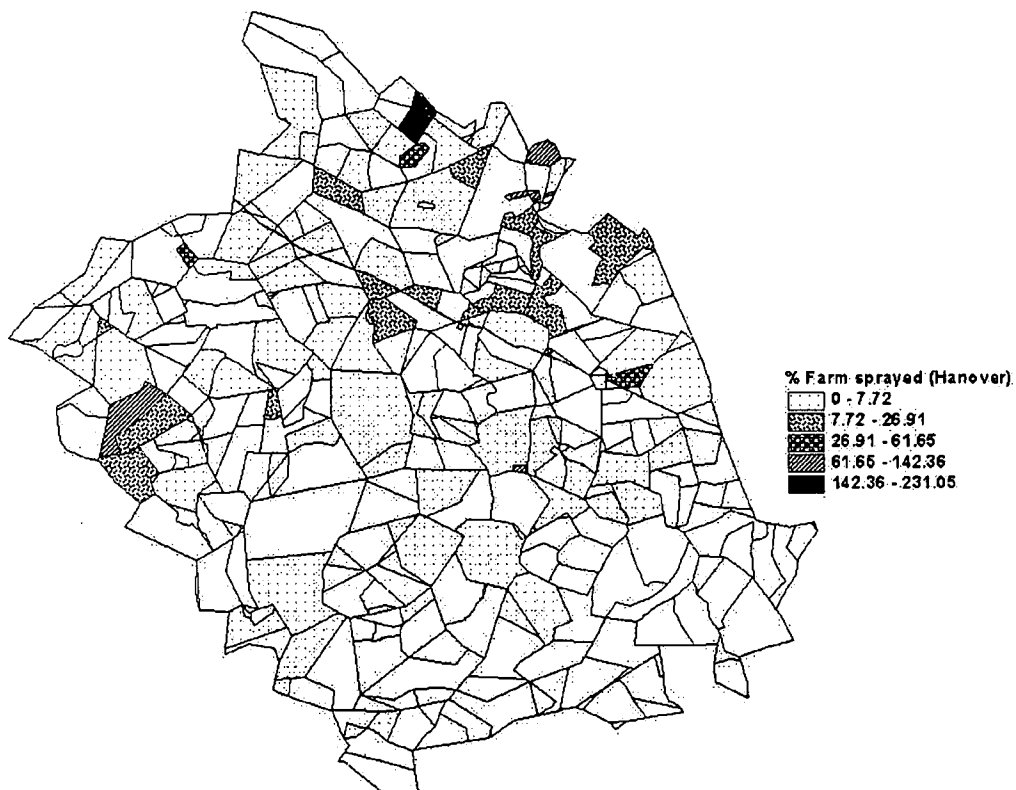 % Farm sprayed (Hanover)
0 - 7.72
7.72 - 26.91
26.91 - 61.65
61.65 - 142.36
142.36 - 231.05